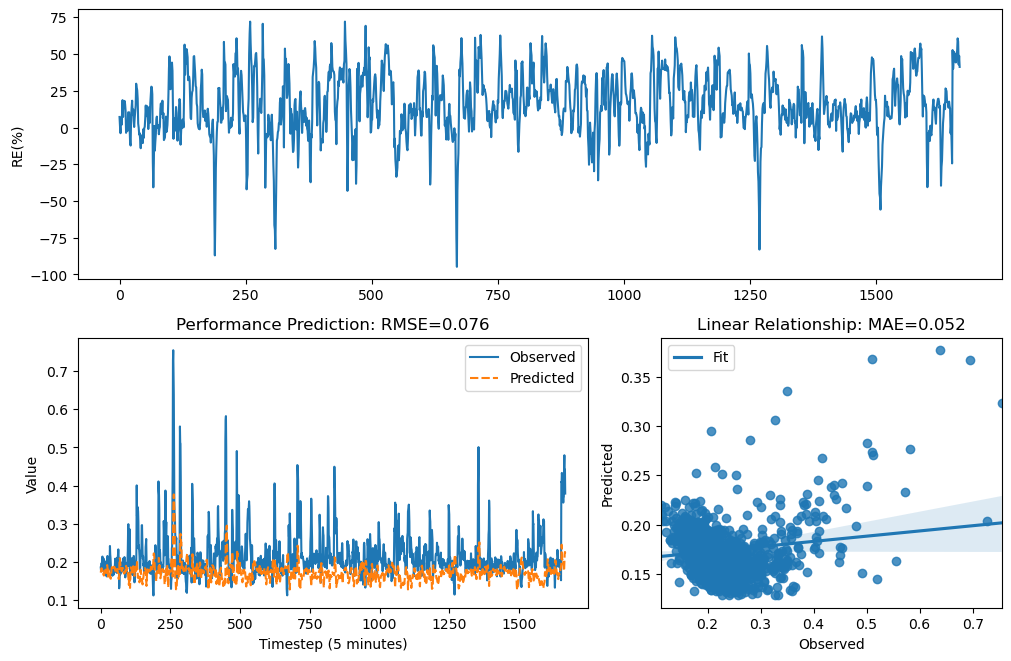 RE(%)
75
50
25
0
−25
−50
−75
−100
0 250 500 750 1000 1250 1500
Performance Prediction: RMSE=0.076
Value
0.7
0.6
0.5
0.4
0.3
0.2
0.1
Observed
Predicted
0 250 500 750 1000 1250 1500
Timestep (5 minutes)
Linear Relationship: MAE=0.052
Predicted
0.35
0.30
0.25
0.20
0.15
Fit
0.2 0.3 0.4 0.5 0.6 0.7
Observed